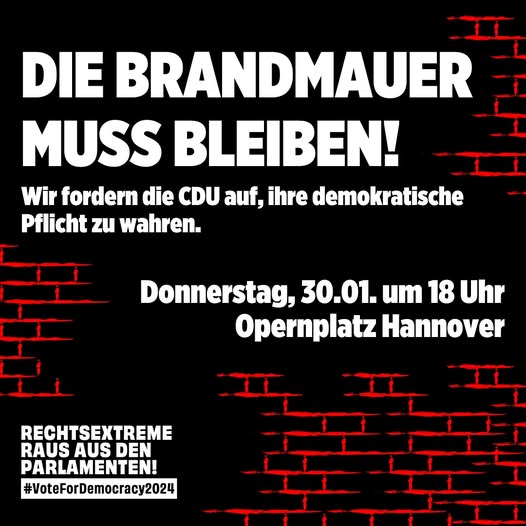 DIE BRANDMAUER
MUSS BLEIBEN!
Wir fordern die CDU auf, ihre demokratische
Pflicht zu wahren.
Donnerstag, 30.01. um 18 Uhr
Opernplatz Hannover
RECHTSEXTREME
RAUS AUS DEN
PARLAMENTEN!
#VoteForDemocracy2024